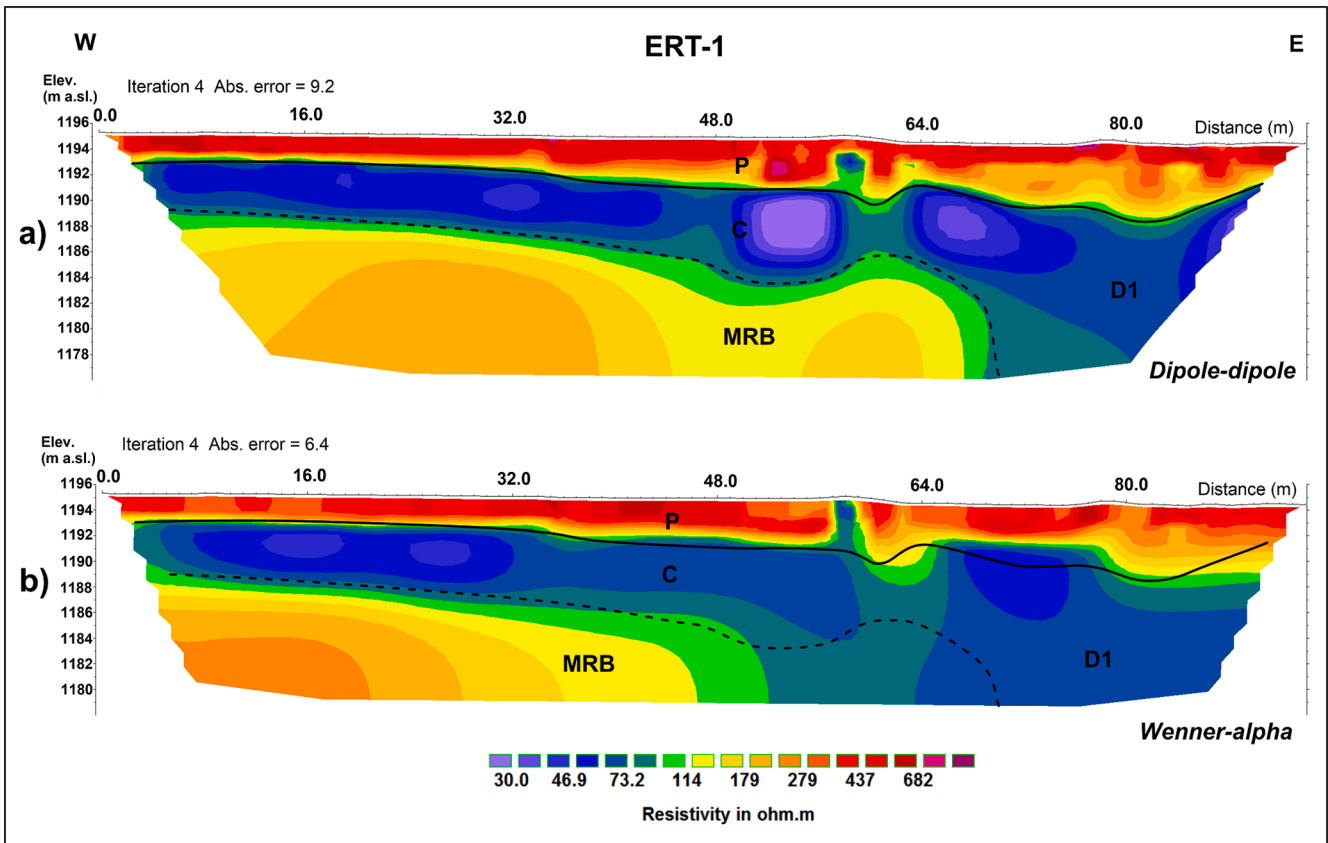 W
ERT-1
E
Elev.
(m a.sl.)
Iteration 4 Abs. error = 9.2
0.0 16.0 32.0 48.0 64.0 80.0 Distance (m)
1196
1194
1192
1190
1188
1186
1184
1182
1180
1178
a)
P
C
D1
MRB
Dipole-dipole
Elev.
(m a.sl.)
Iteration 4 Abs. error = 6.4
0.0 16.0 32.0 48.0 64.0 80.0 Distance (m)
1196
1194
1192
1190
1188
1186
1184
1182
1180
b)
P
C
MRB
D1
Wenner-alpha
30.0 46.9 73.2 114 179 279 437 682
Resistivity in ohm.m